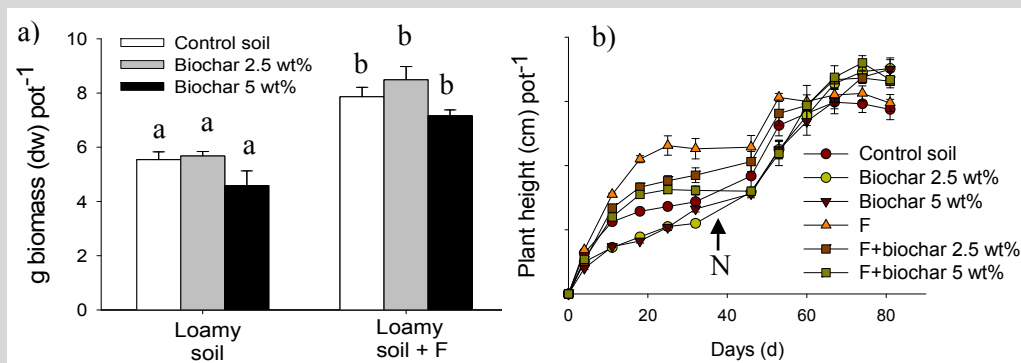 a)
g biomass (dw) pot-1
10
8
6
4
2
0
Control soil
Biochar 2.5 wt%
Biochar 5 wt%
a
a
a
b
b
b
Loamy
soil
Loamy
soil + F
b)
Plant height (cm) pot-1
Control soil
Biochar 2.5 wt%
Biochar 5 wt%
F
F+biochar 2.5 wt%
F+biochar 5 wt%
N
0
20
40
60
80
Days (d)